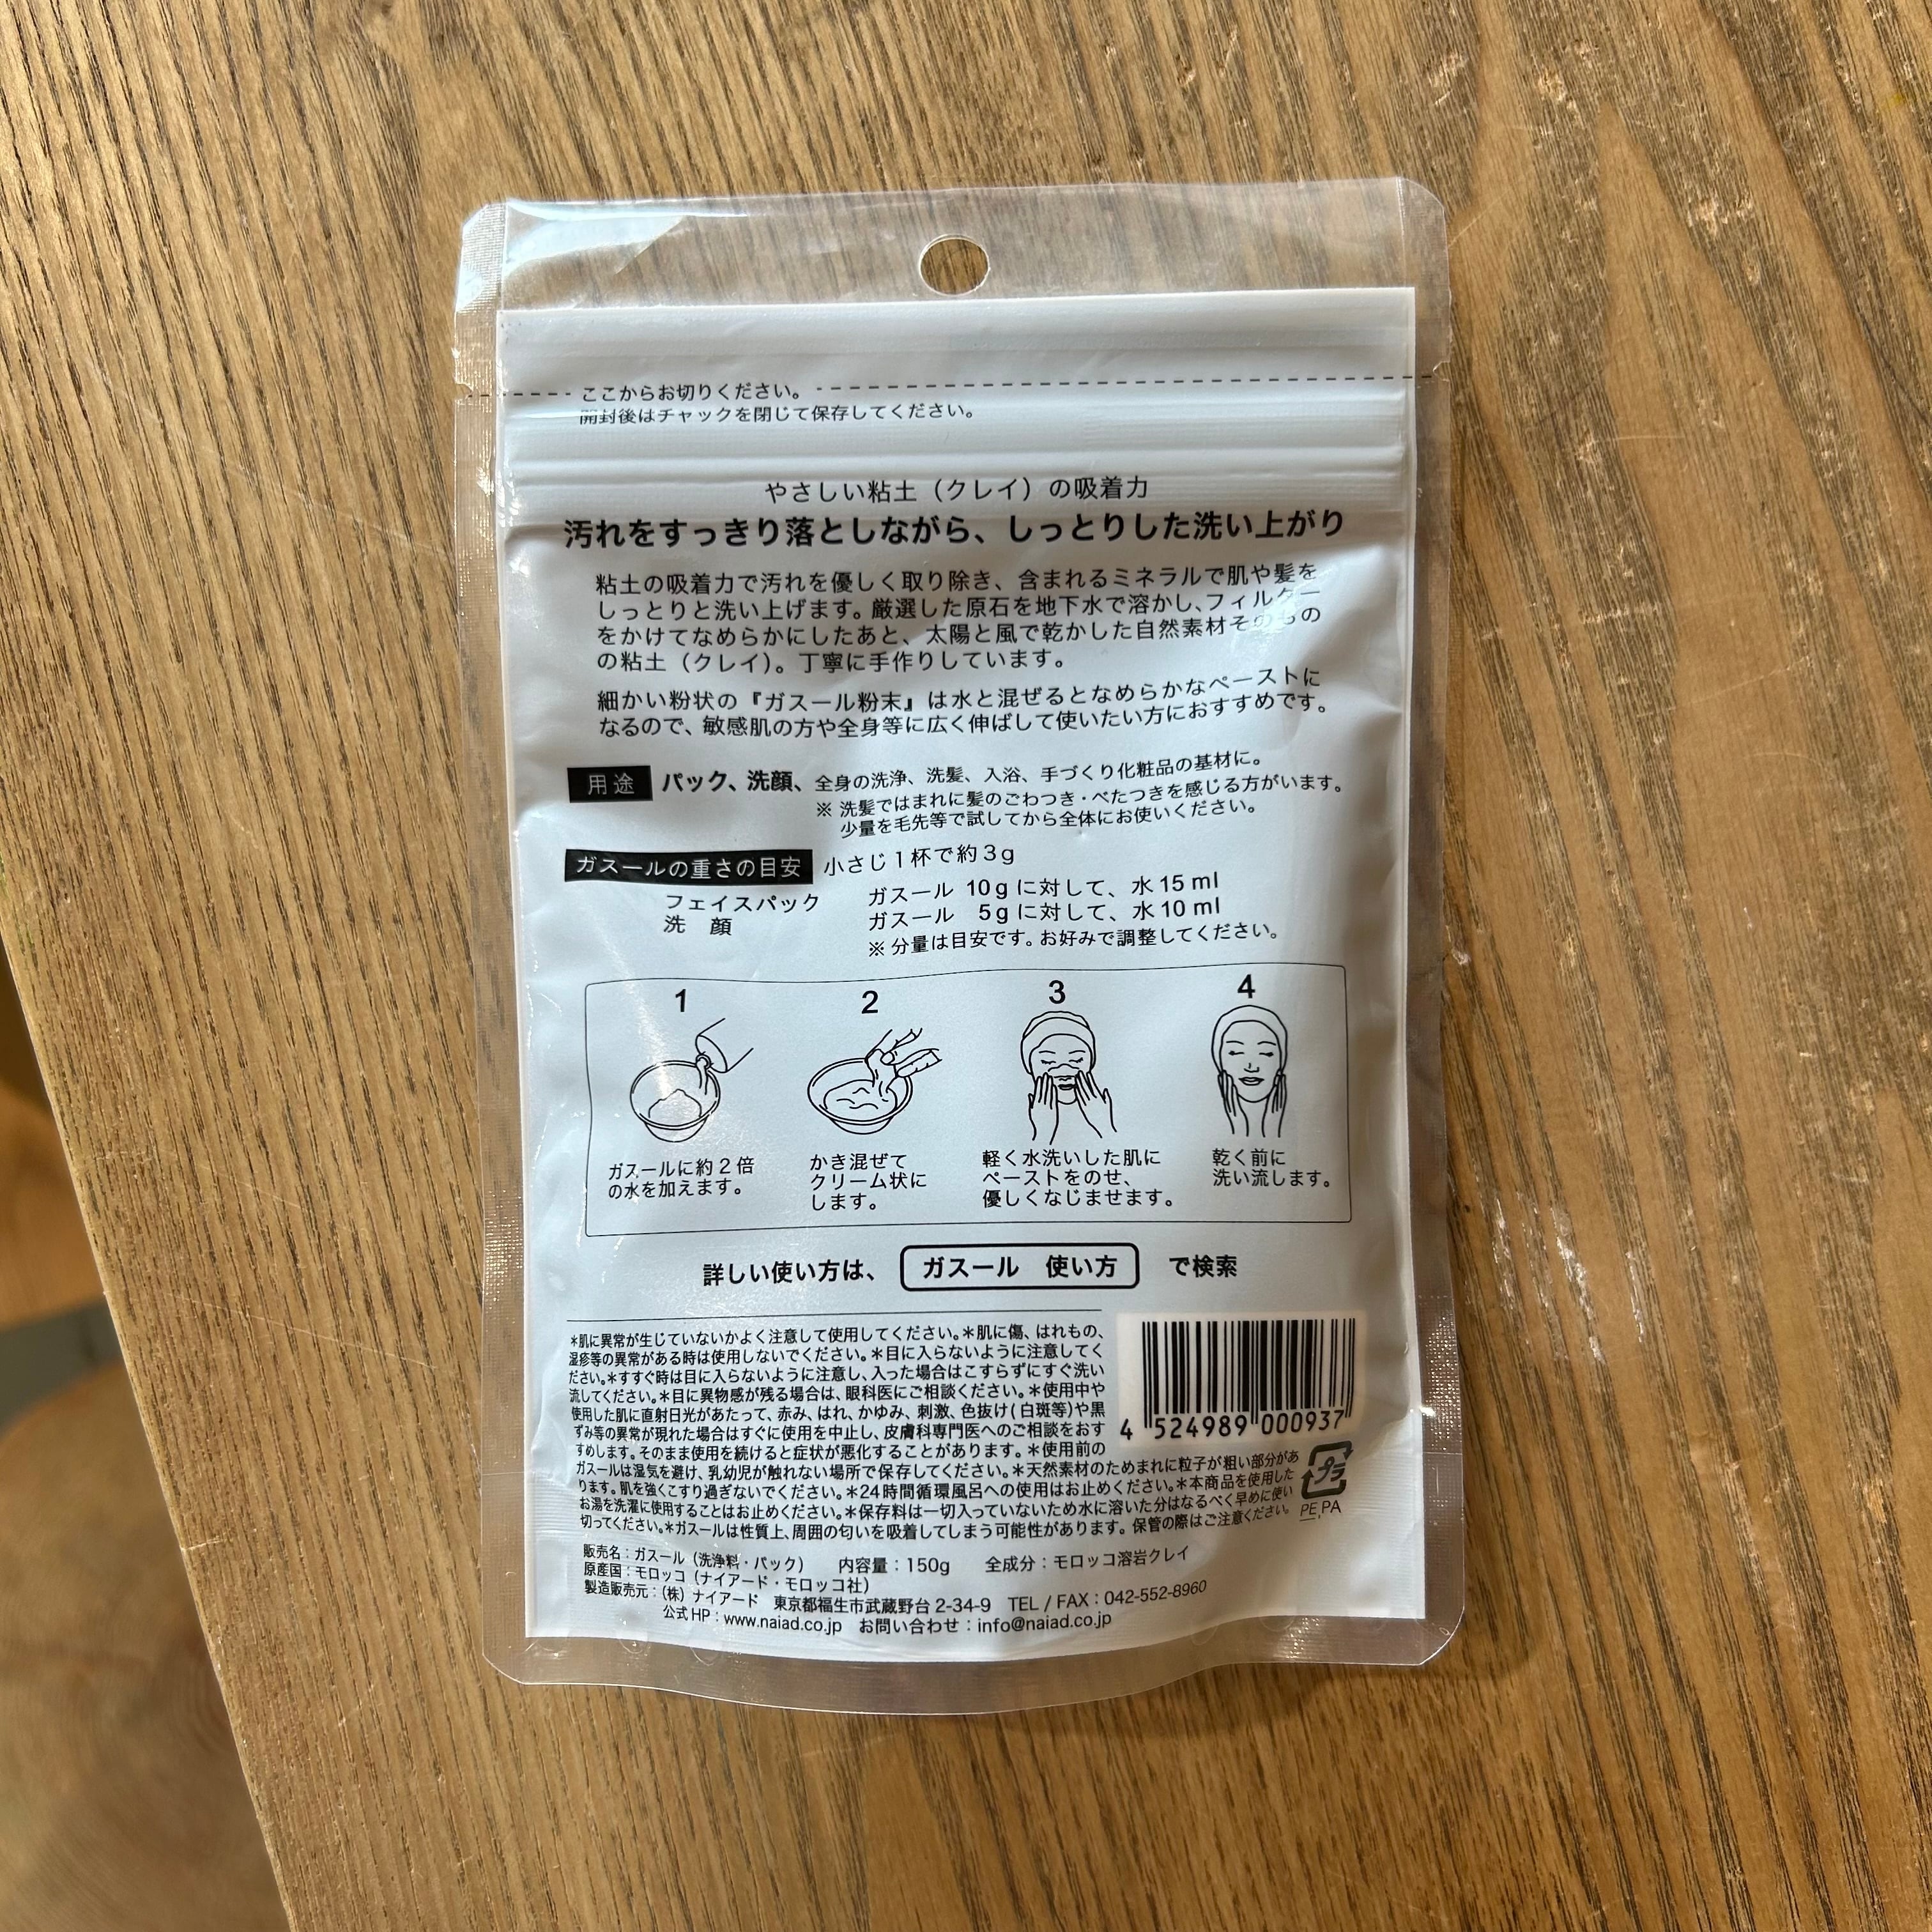 ここからお切りください。
開封後はチャックを閉じて保存してください。
やさしい粘土（クレイ）の吸着力
汚れをすっきり落としながら、しっとりした洗い上がり
粘土の吸着力で汚れを優しく取り除き、含まれるミネラルで肌や髪を
しっとりと洗い上げます。厳選した原石を地下水で溶かし、フィルター
をかけてなめらかにしたあと、太陽と風で乾かした自然素材そのもの
の粘土（クレイ）。丁寧に手作りしています。
細かい粉状の『ガスール粉末』は水と混ぜるとなめらかなペーストに
なるので、敏感肌の方や全身等に広く伸ばして使いたい方におすすめです。
用途 パック、洗顔、全身の洗浄、洗髪、入浴、手づくり化粧品の基材に。
※ 洗髪ではまれに髪のごわつき・べたつきを感じる方がいます。
少量を毛先等で試してから全体にお使いください。
ガスールの重さの目安 小さじ1杯で約3g
フェイスパック ガスール 10gに対して、水15ml
洗 顔 ガスール 5gに対して、水10ml
※ 分量は目安です。お好みで調整してください。
1
ガスールに約2倍
の水を加えます。
2
かき混ぜて
クリーム状に
します。
3
軽く水洗いした肌に
ペーストをのせ、
優しくなじませます。
4
乾く前に
洗い流します。
詳しい使い方は、 ガスール 使い方 で検索
＊肌に異常が生じていないかよく注意して使用してください。＊肌に傷、はれもの、
湿疹等の異常がある時は使用しないでください。＊目に入らないように注意してく
ださい。＊すすぐ時は目に入らないように注意し、入った場合はこすらずにすぐ洗い
流してください。＊目に異物感が残る場合は、眼科医にご相談ください。＊使用中や
使用した肌に直射日光があたって、赤み、はれ、かゆみ、刺激、色抜け(白斑等)や黒
ずみ等の異常が現れた場合はすぐに使用を中止し、皮膚科専門医へのご相談をおす
すめします。そのまま使用を続けると症状が悪化することがあります。＊使用前の
ガスールは湿気を避け、乳幼児が触れない場所で保存してください。＊天然素材のためまれに粒子が粗い部分があ
ります。肌を強くこすり過ぎないでください。＊24時間循環風呂への使用はお止めください。＊本商品を使用した
お湯を洗濯に使用することはお止めください。＊保存料は一切入っていないため水に溶いた分はなるべく早めに使い
切ってください。＊ガスールは性質上、周囲の匂いを吸着してしまう可能性があります。保管の際はご注意ください。
4 524989 000937
プラ
PE,PA
販売名：ガスール（洗浄料・パック） 内容量：150g 全成分：モロッコ溶岩クレイ
原産国：モロッコ（ナイアード・モロッコ社）
製造販売元：（株）ナイアード 東京都福生市武蔵野台 2-34-9 TEL / FAX：042-552-8960
公式HP：www.naiad.co.jp お問い合わせ：info@naiad.co.jp